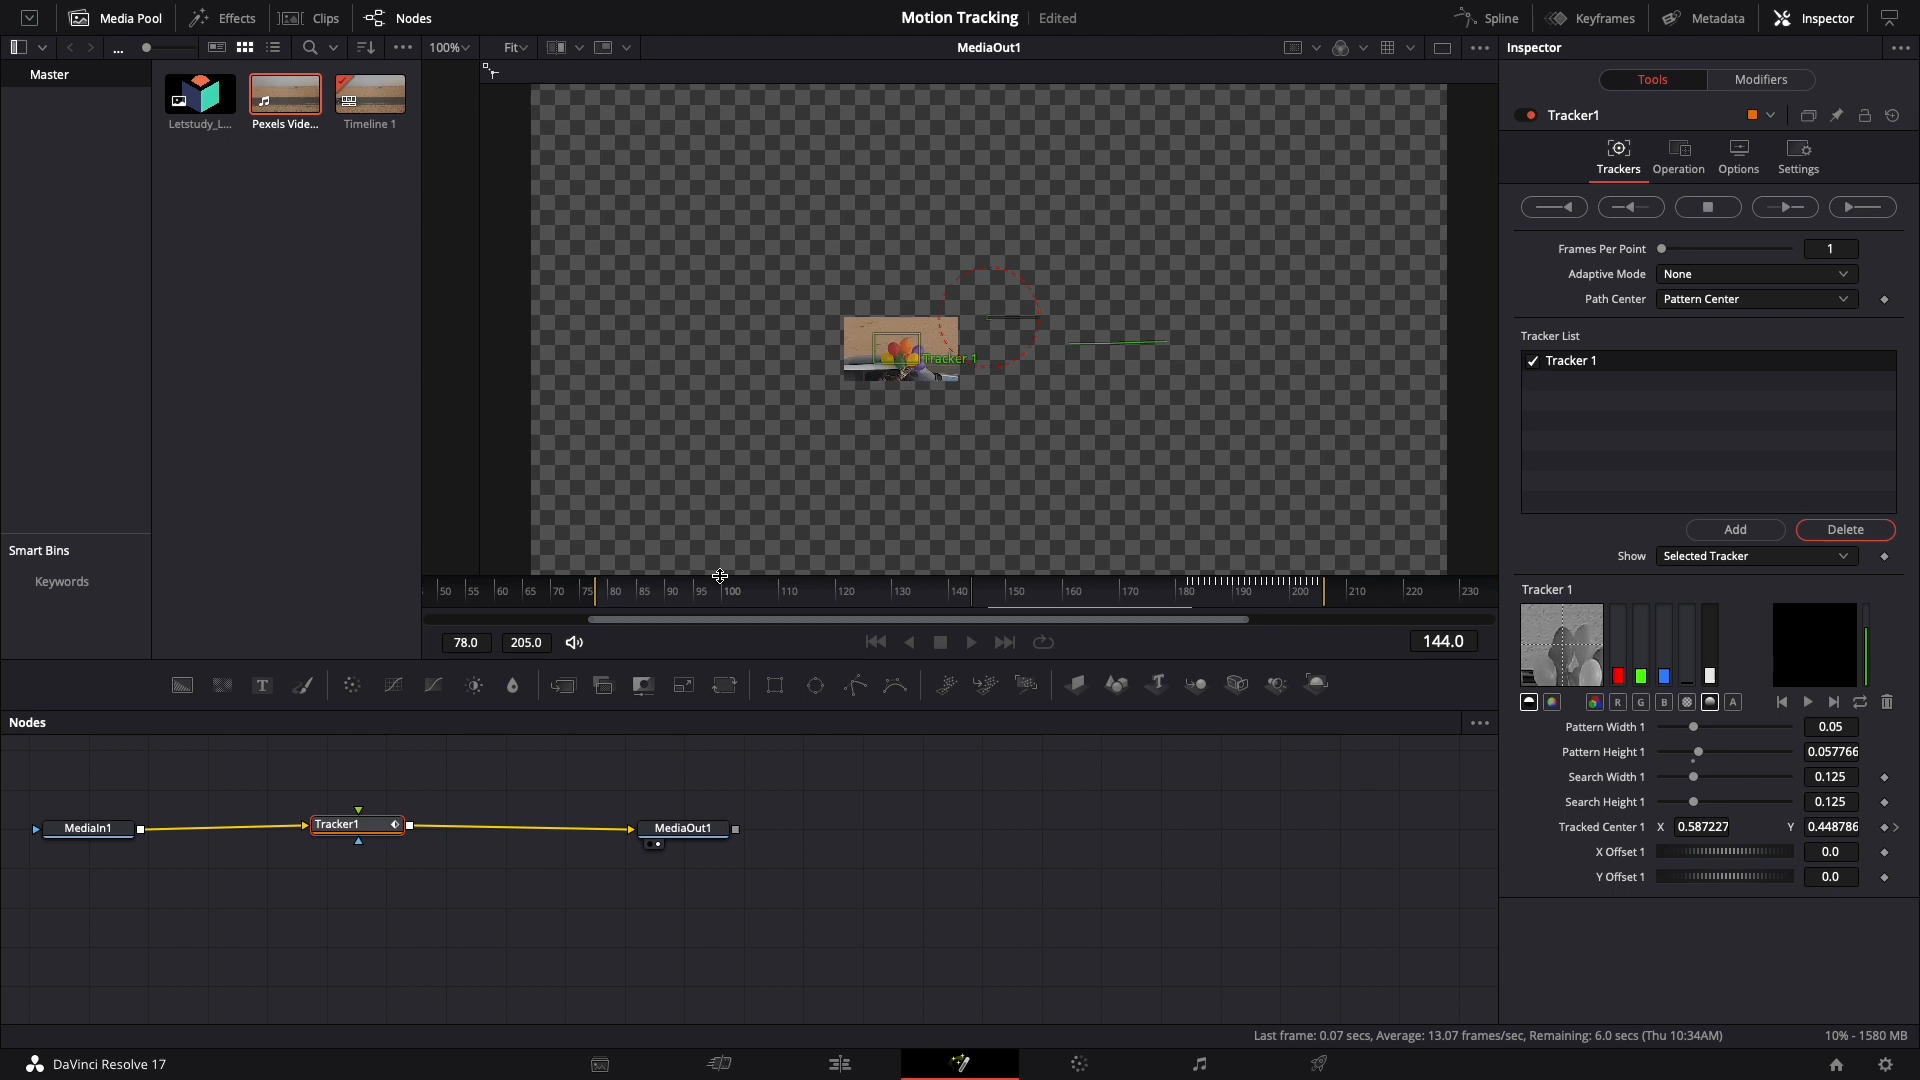 Media Pool Effects Clips Nodes Motion Tracking Edited Spline Keyframes Metadata Inspector
... 100% Fit MediaOut1 Inspector
Master
Letstudy_L... Pexels Vide... Timeline 1
Tools Modifiers
Tracker1
Trackers Operation Options Settings
Frames Per Point 1
Adaptive Mode None
Path Center Pattern Center
Tracker List
Tracker 1
Tracker 1
Add Delete
Show Selected Tracker
Smart Bins
Keywords
50 55 60 65 70 75 80 85 90 95 100 110 120 130 140 150 160 170 180 190 200 210 220 230
78.0 205.0 144.0
Tracker 1
R G B A
Pattern Width 1 0.05
Pattern Height 1 0.057766
Search Width 1 0.125
Search Height 1 0.125
Tracked Center 1 X 0.587227 Y 0.448786
X Offset 1 0.0
Y Offset 1 0.0
Nodes
MediaIn1 Tracker1 MediaOut1
Last frame: 0.07 secs, Average: 13.07 frames/sec, Remaining: 6.0 secs (Thu 10:34AM) 10% - 1580 MB
DaVinci Resolve 17